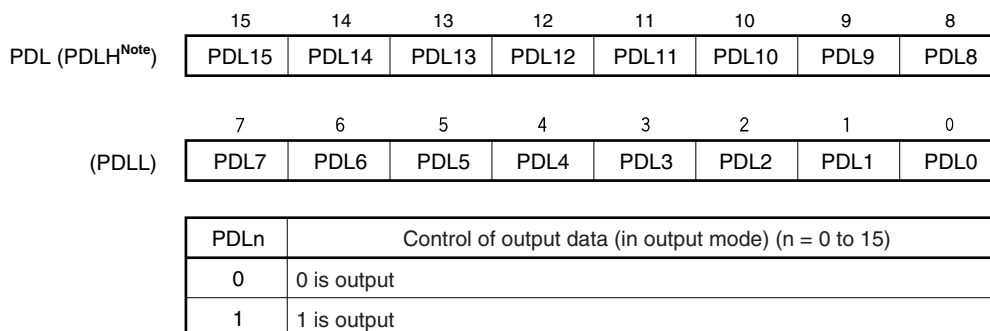 15 14 13 12 11 10 9 8
PDL (PDLH^Note) PDL15 PDL14 PDL13 PDL12 PDL11 PDL10 PDL9 PDL8
7 6 5 4 3 2 1 0
(PDLL) PDL7 PDL6 PDL5 PDL4 PDL3 PDL2 PDL1 PDL0
PDLn Control of output data (in output mode) (n = 0 to 15)
0 0 is output
1 1 is output